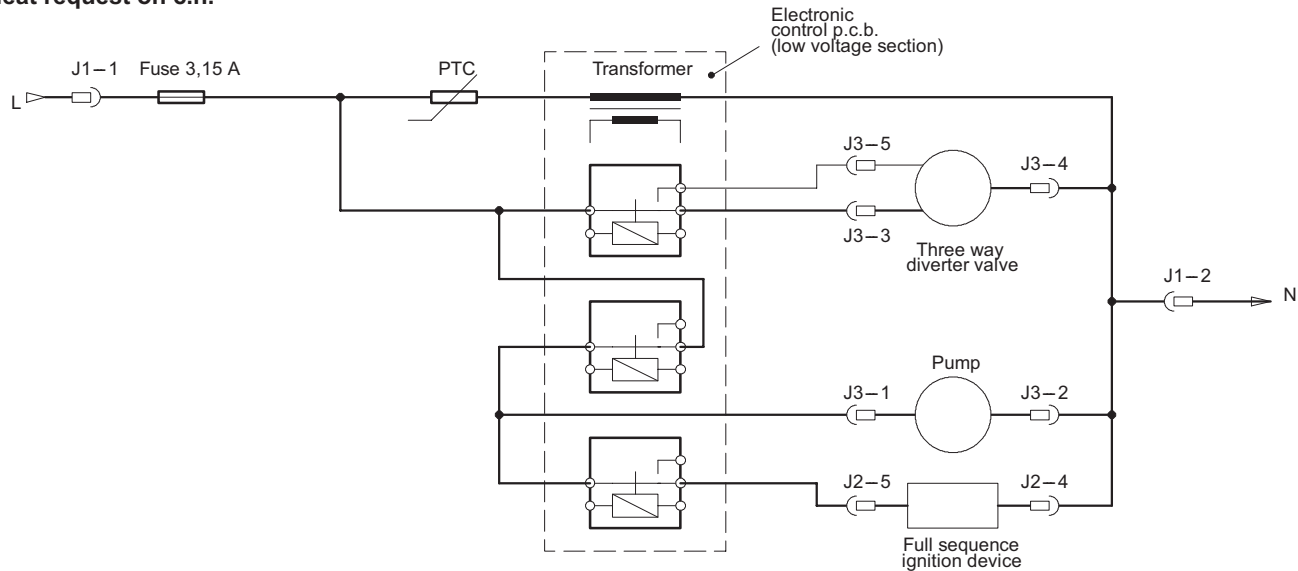 eat request on c.h.
Electronic
control p.c.b.
(low voltage section)
J1–1 Fuse 3,15 A PTC Transformer
L
J3–5 J3–4
J3–3
Three way
diverter valve
J1–2
N
Pump
J3–1 J3–2
J2–5 J2–4
Full sequence
ignition device